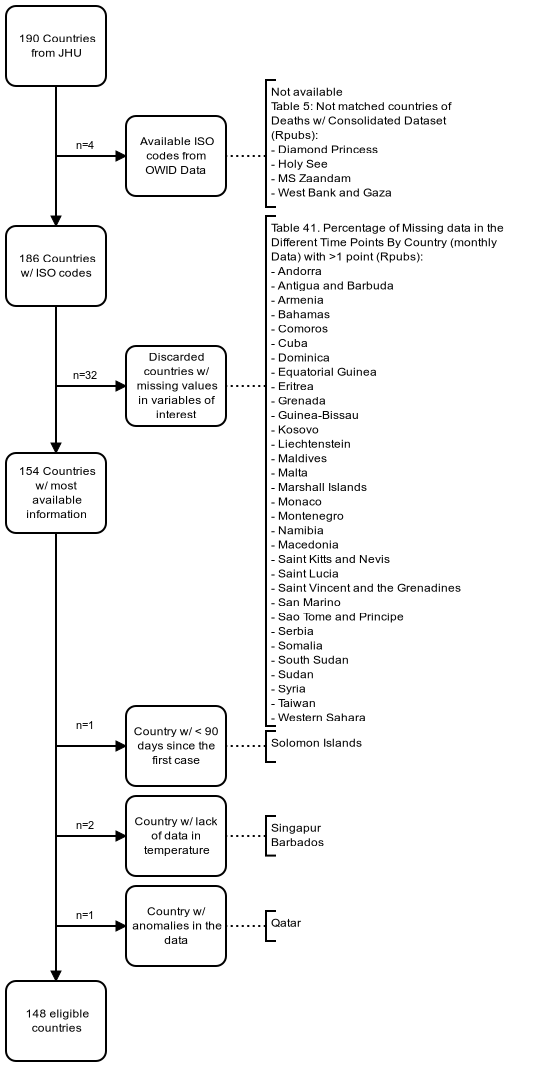 190 Countries
from JHU
n=4
Available ISO
codes from
OWID Data
Not available
Table 5: Not matched countries of
Deaths w/ Consolidated Dataset
(Rpubs):
- Diamond Princess
- Holy See
- MS Zaandam
- West Bank and Gaza
186 Countries
w/ ISO codes
n=32
Discarded
countries w/
missing values
in variables of
interest
Table 41. Percentage of Missing data in the
Different Time Points By Country (monthly
Data) with >1 point (Rpubs):
- Andorra
- Antigua and Barbuda
- Armenia
- Bahamas
- Comoros
- Cuba
- Dominica
- Equatorial Guinea
- Eritrea
- Grenada
- Guinea-Bissau
- Kosovo
- Liechtenstein
- Maldives
- Malta
- Marshall Islands
- Monaco
- Montenegro
- Namibia
- Macedonia
- Saint Kitts and Nevis
- Saint Lucia
- Saint Vincent and the Grenadines
- San Marino
- Sao Tome and Principe
- Serbia
- Somalia
- South Sudan
- Sudan
- Syria
- Taiwan
- Western Sahara
154 Countries
w/ most
available
information
n=1
Country w/ < 90
days since the
first case
Solomon Islands
n=2
Country w/ lack
of data in
temperature
Singapur
Barbados
n=1
Country w/
anomalies in the
data
Qatar
148 eligible
countries